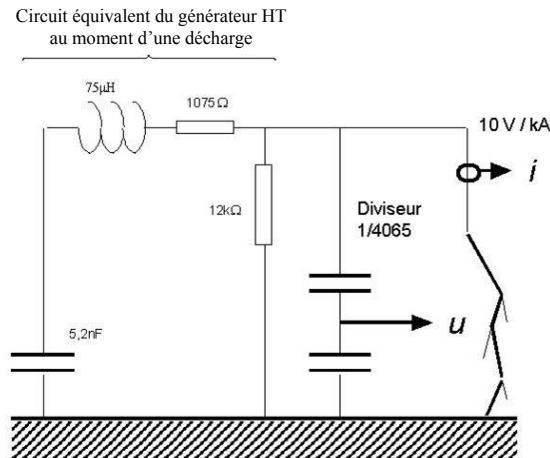 Circuit équivalent du générateur HT
au moment d’une décharge
75μH
1075Ω
10 V / kA
i
12kΩ
Diviseur
1/4065
u
5,2nF